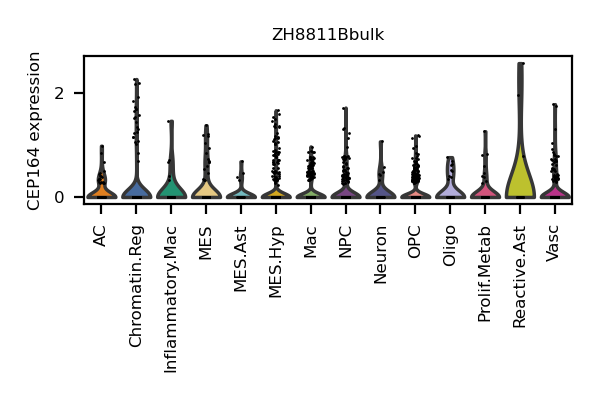 ZH8811Bbulk
CEP164 expression
2
0
AC
Chromatin.Reg
Inflammatory.Mac
MES
MES.Ast
MES.Hyp
Mac
NPC
Neuron
OPC
Oligo
Prolif.Metab
Reactive.Ast
Vasc